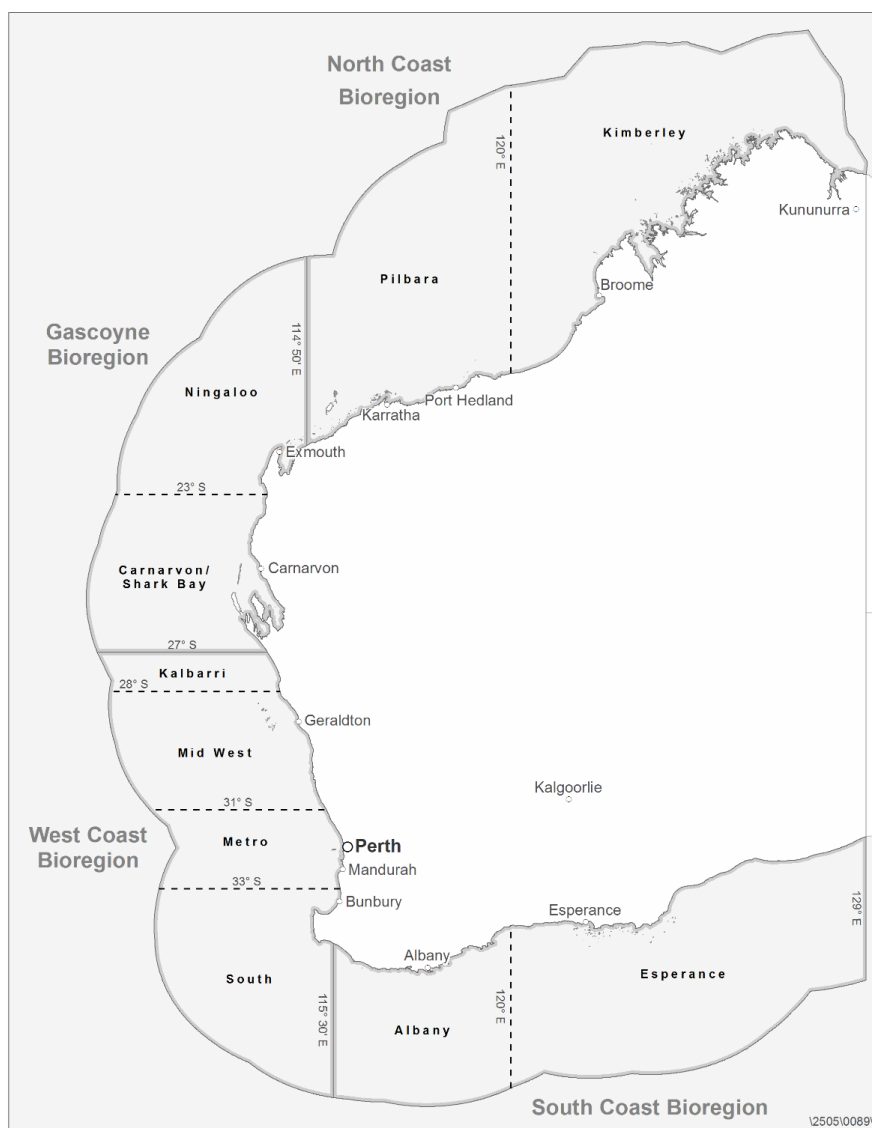 North Coast
Bioregion
Kimberley
120° E
Kununurra
Pilbara
Broome
Gascoyne
Bioregion
114° 50' E
Ningaloo
Port Hedland
Karratha
Exmouth
23° S
Carnarvon/
Shark Bay
Carnarvon
27° S
Kalbarri
28° S
Geraldton
Mid West
Kalgoorlie
31° S
West Coast
Bioregion
Metro
Perth
Mandurah
33° S
Bunbury
Esperance
129° E
Albany
South
Esperance
115° 30' E
120° E
Albany
South Coast Bioregion
\2505\0089\